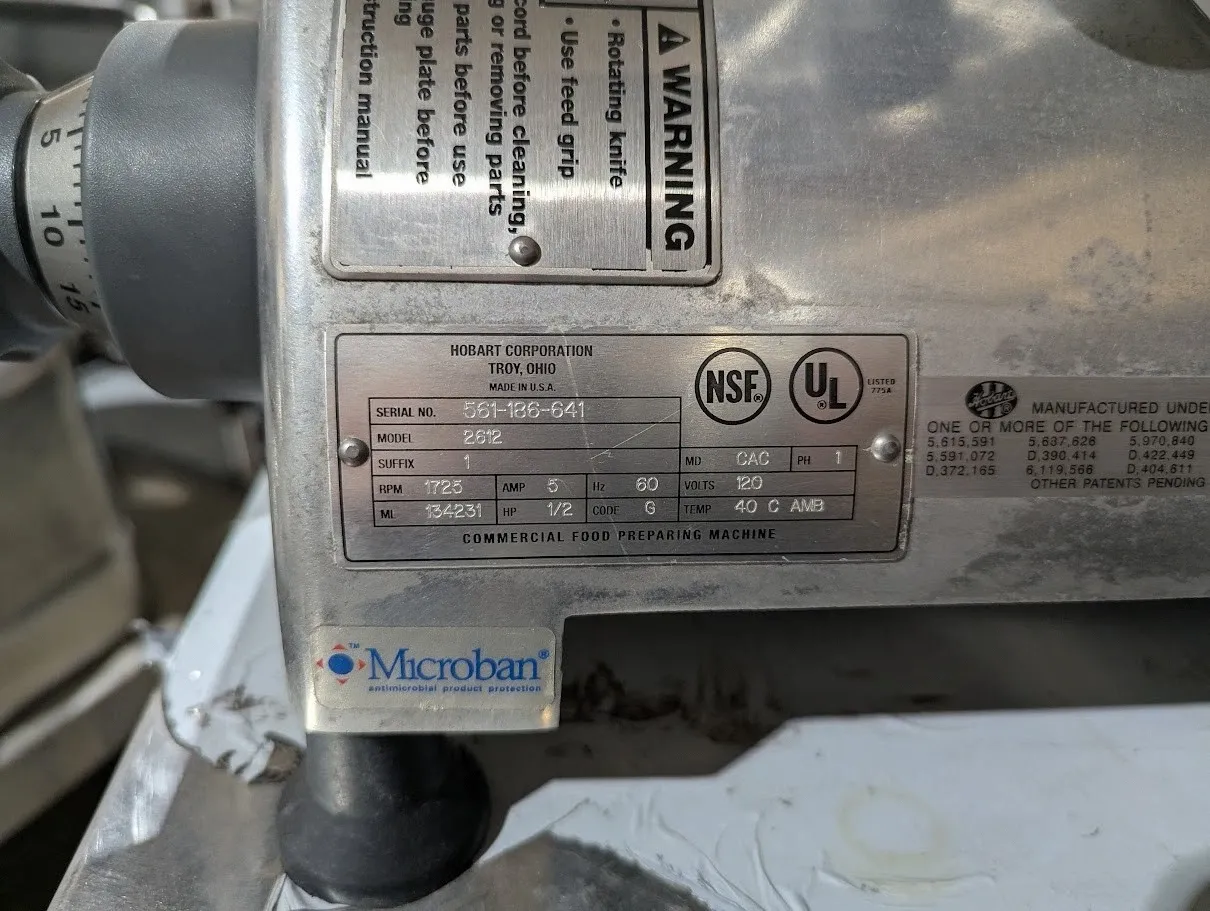 ⚠ WARNING
• Rotating knife
• Use feed grip
cord before cleaning,
or removing parts
parts before use
uge plate before
ing
struction manual
5
10
15
HOBART CORPORATION
TROY, OHIO
MADE IN U.S.A.
NSF®
UL®
LISTED
775A
SERIAL NO. 561-186-641
MODEL 2612
SUFFIX 1 MD CAC PH 1
RPM 1725 AMP 5 Hz 60 VOLTS 120
ML 134231 HP 1/2 CODE G TEMP 40 C AMB
COMMERCIAL FOOD PREPARING MACHINE
Hobart ®
MANUFACTURED UNDE
ONE OR MORE OF THE FOLLOWING
5,615,591 5,637,626 5,970,840
5,591,072 D,390,414 D,422,449
D,372,165 6,119,566 D,404,611
OTHER PATENTS PENDING
Microban®
antimicrobial product protection